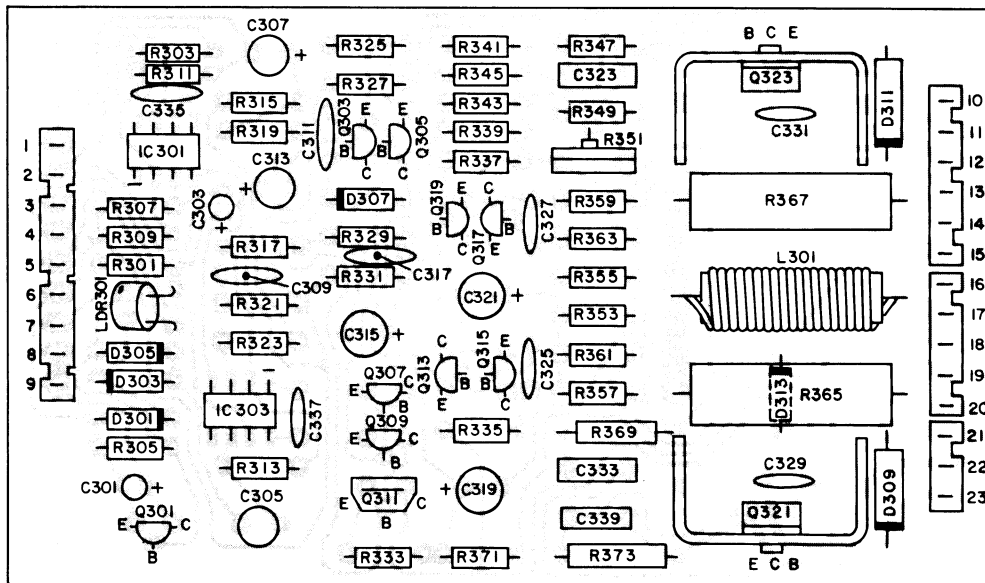 C307
R303
R325
R341
R347
B C E
R311
+
Q323
R327
R345
C323
D311
10
C335
R315
R343
C331
C311
Q303
E
E
Q305
R349
11
1
IC301
R319
R339
R351
B
B
12
C313
C
C
R337
2
+
13
3
R307
C303
D307
E
Q319
E
C327
R359
R367
+
B
B
14
4
R309
R317
R329
C
Q317
E
R363
15
5
R301
C309
R331
C317
L301
16
6
LDR301
R321
C321
+
R355
17
7
C315
+
R353
R323
18
8
D305
C
Q313
Q315
E
C325
R361
D303
Q307
B
B
19
9
E
C
E
C
R357
D313
R365
B
20
D301
IC303
C337
Q309
E
C
R335
R369
21
R305
B
R313
C333
C329
22
C301
+
E
Q311
C
C319
D309
23
Q301
C305
B
C339
Q321
E
C
B
R333
R371
R373
E C B